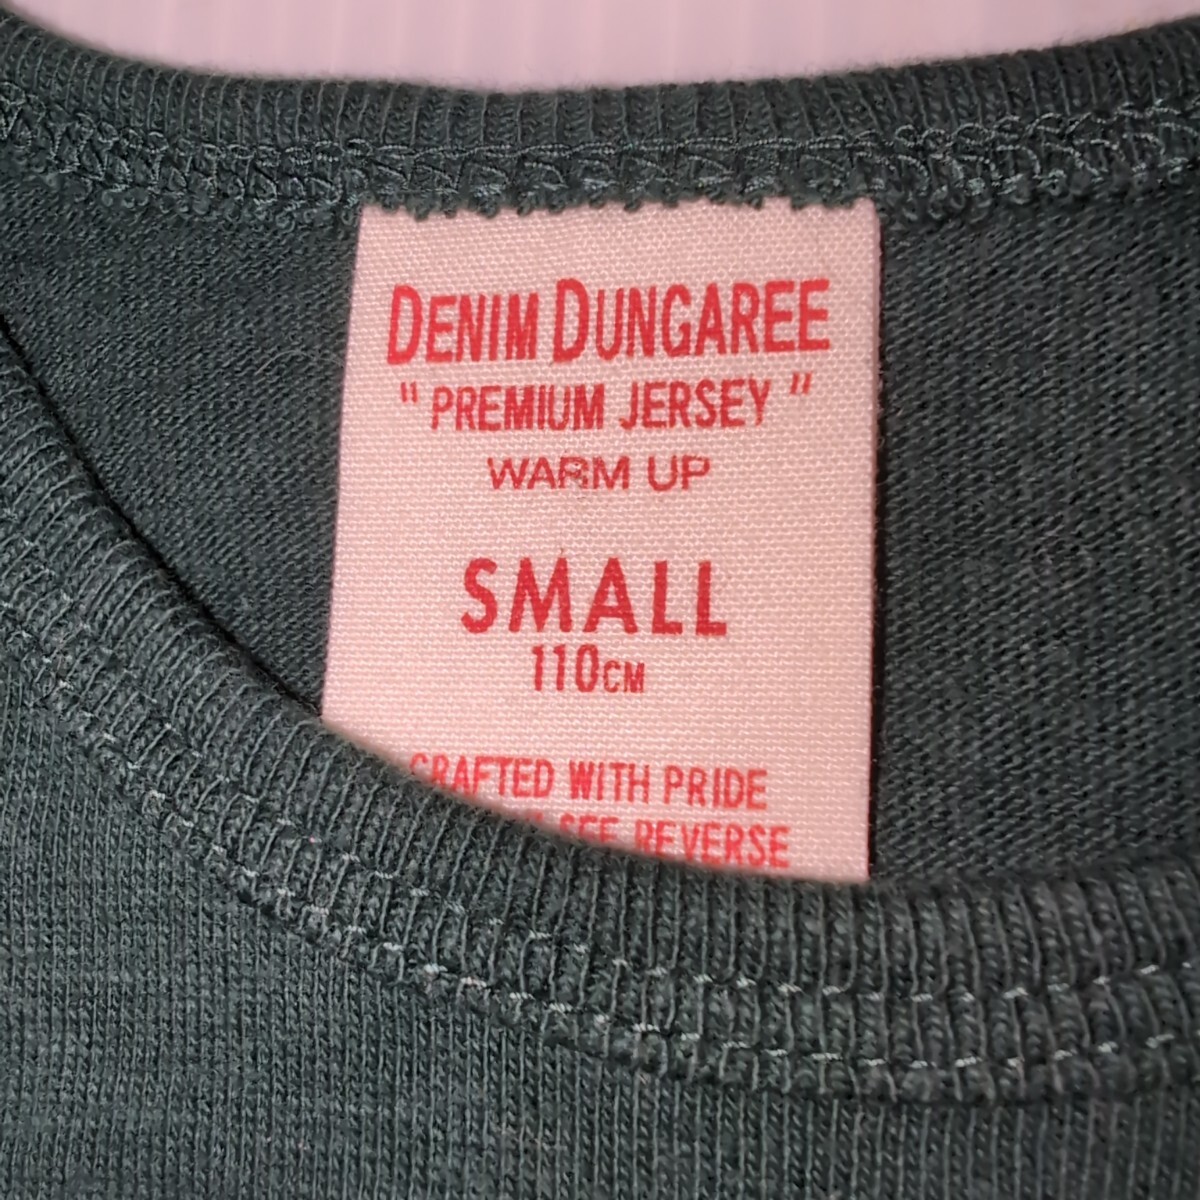 DENIM DUNGAREE
" PREMIUM JERSEY "
WARM UP
SMALL
110CM
CRAFTED WITH PRIDE
SEE REVERSE